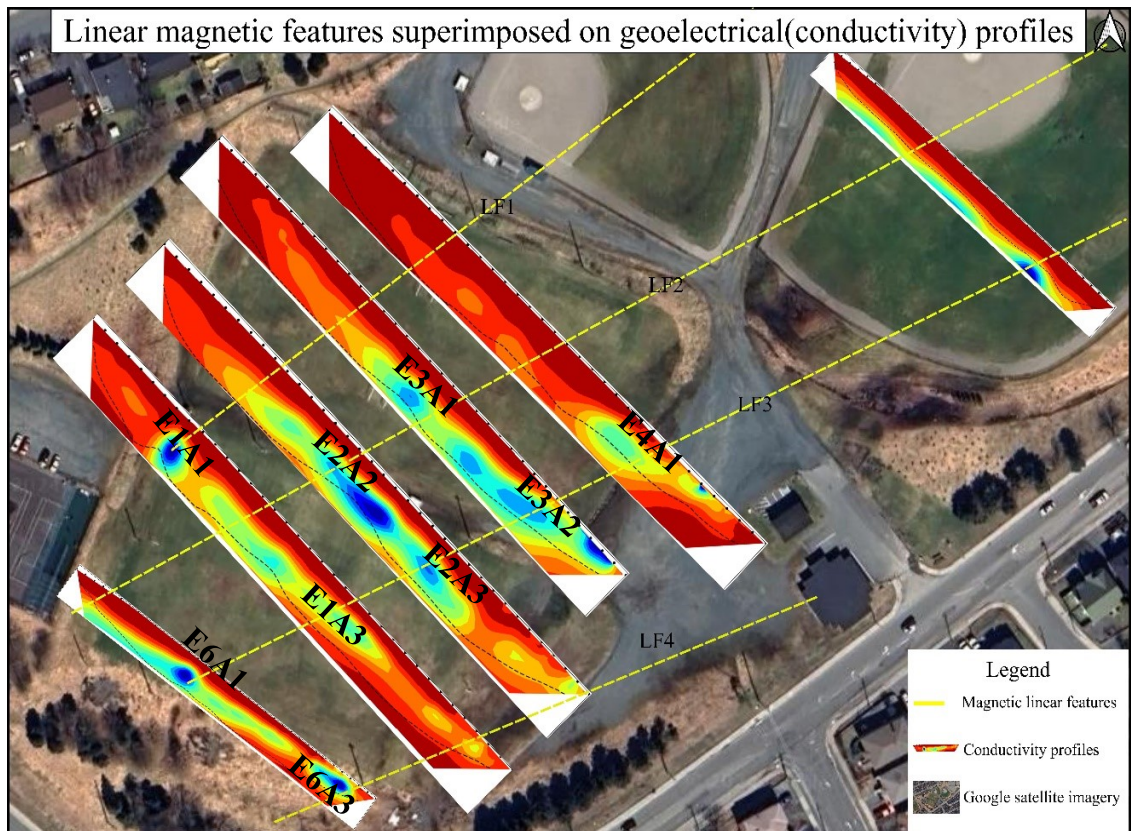 Linear magnetic features superimposed on geoelectrical(conductivity) profiles
LF1
LF2
E3A1
LF3
E1A1
E4A1
E2A2
E3A2
E2A3
E1A3
LF4
E6A1
E6A3
Legend
Magnetic linear features
Conductivity profiles
Google satellite imagery